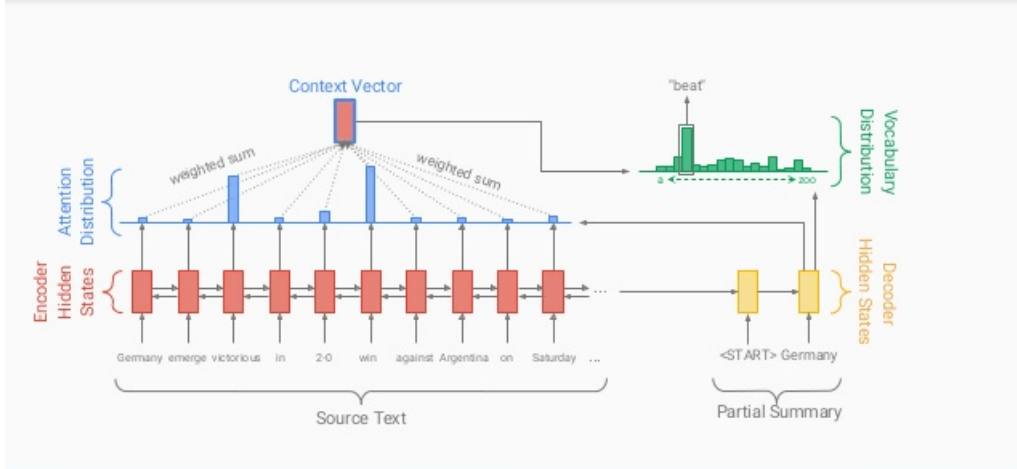 Context Vector
"beat"
weighted sum
weighted sum
Attention
Distribution
a
zoo
Vocabulary
Distribution
Encoder
Hidden
States
...
Decoder
Hidden States
Germany emerge victorious in 2-0 win against Argentina on Saturday ...
<START> Germany
Source Text
Partial Summary